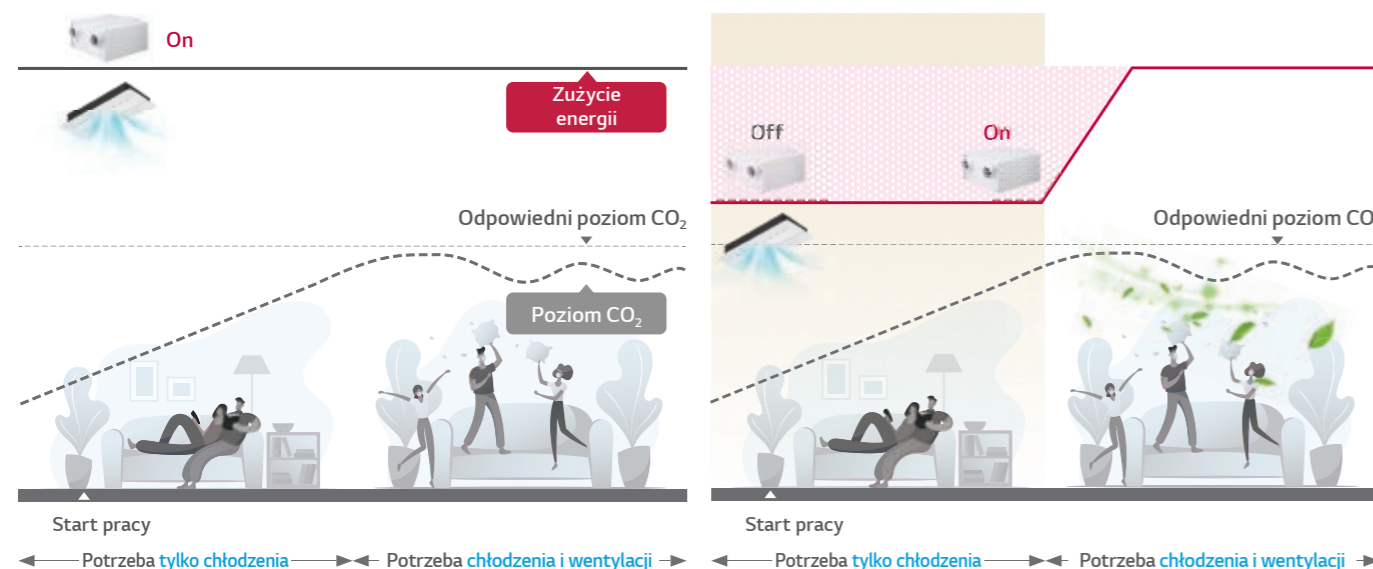 On
Zużycie
energii
Odpowiedni poziom CO₂
Poziom CO₂
Start pracy
Potrzeba tylko chłodzenia
Potrzeba chłodzenia i wentylacji
Off
On
Odpowiedni poziom CO
Start pracy
Potrzeba tylko chłodzenia
Potrzeba chłodzenia i wentylacji